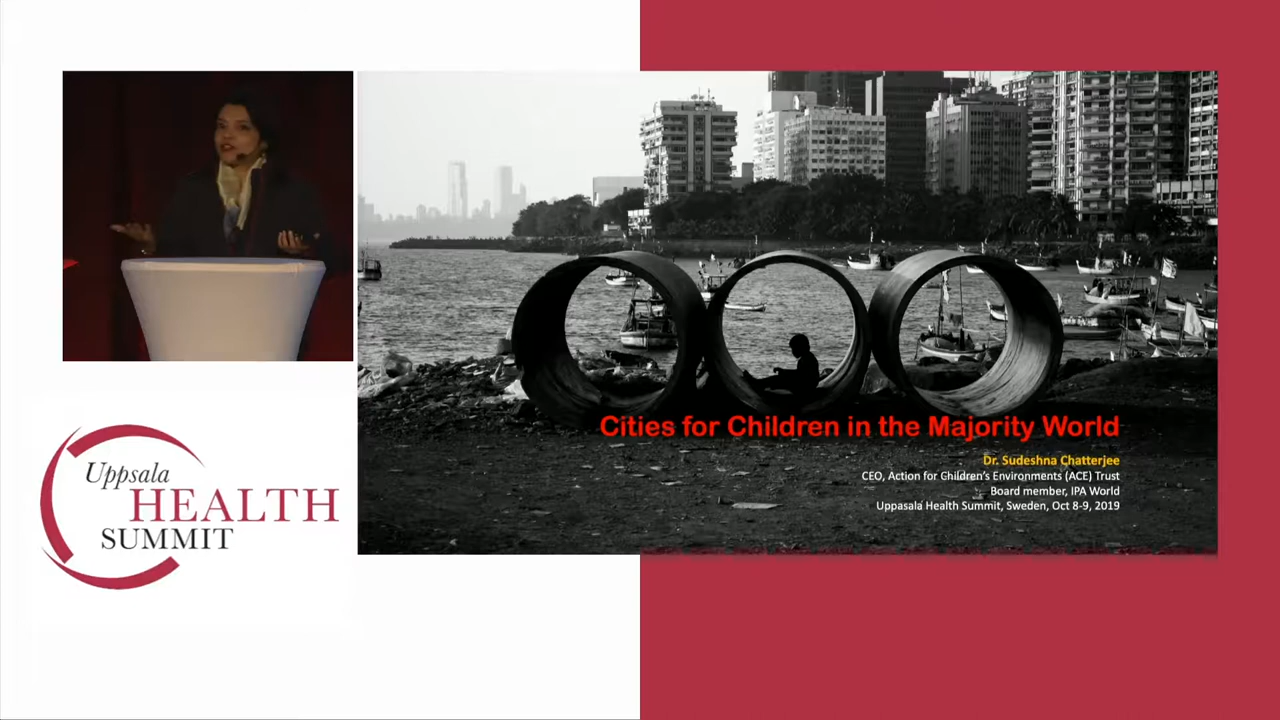 Uppsala
HEALTH
SUMMIT
Cities for Children in the Majority World
Dr. Sudeshna Chatterjee
CEO, Action for Children's Environments (ACE) Trust
Board member, IPA World
Uppasala Health Summit, Sweden, Oct 8-9, 2019